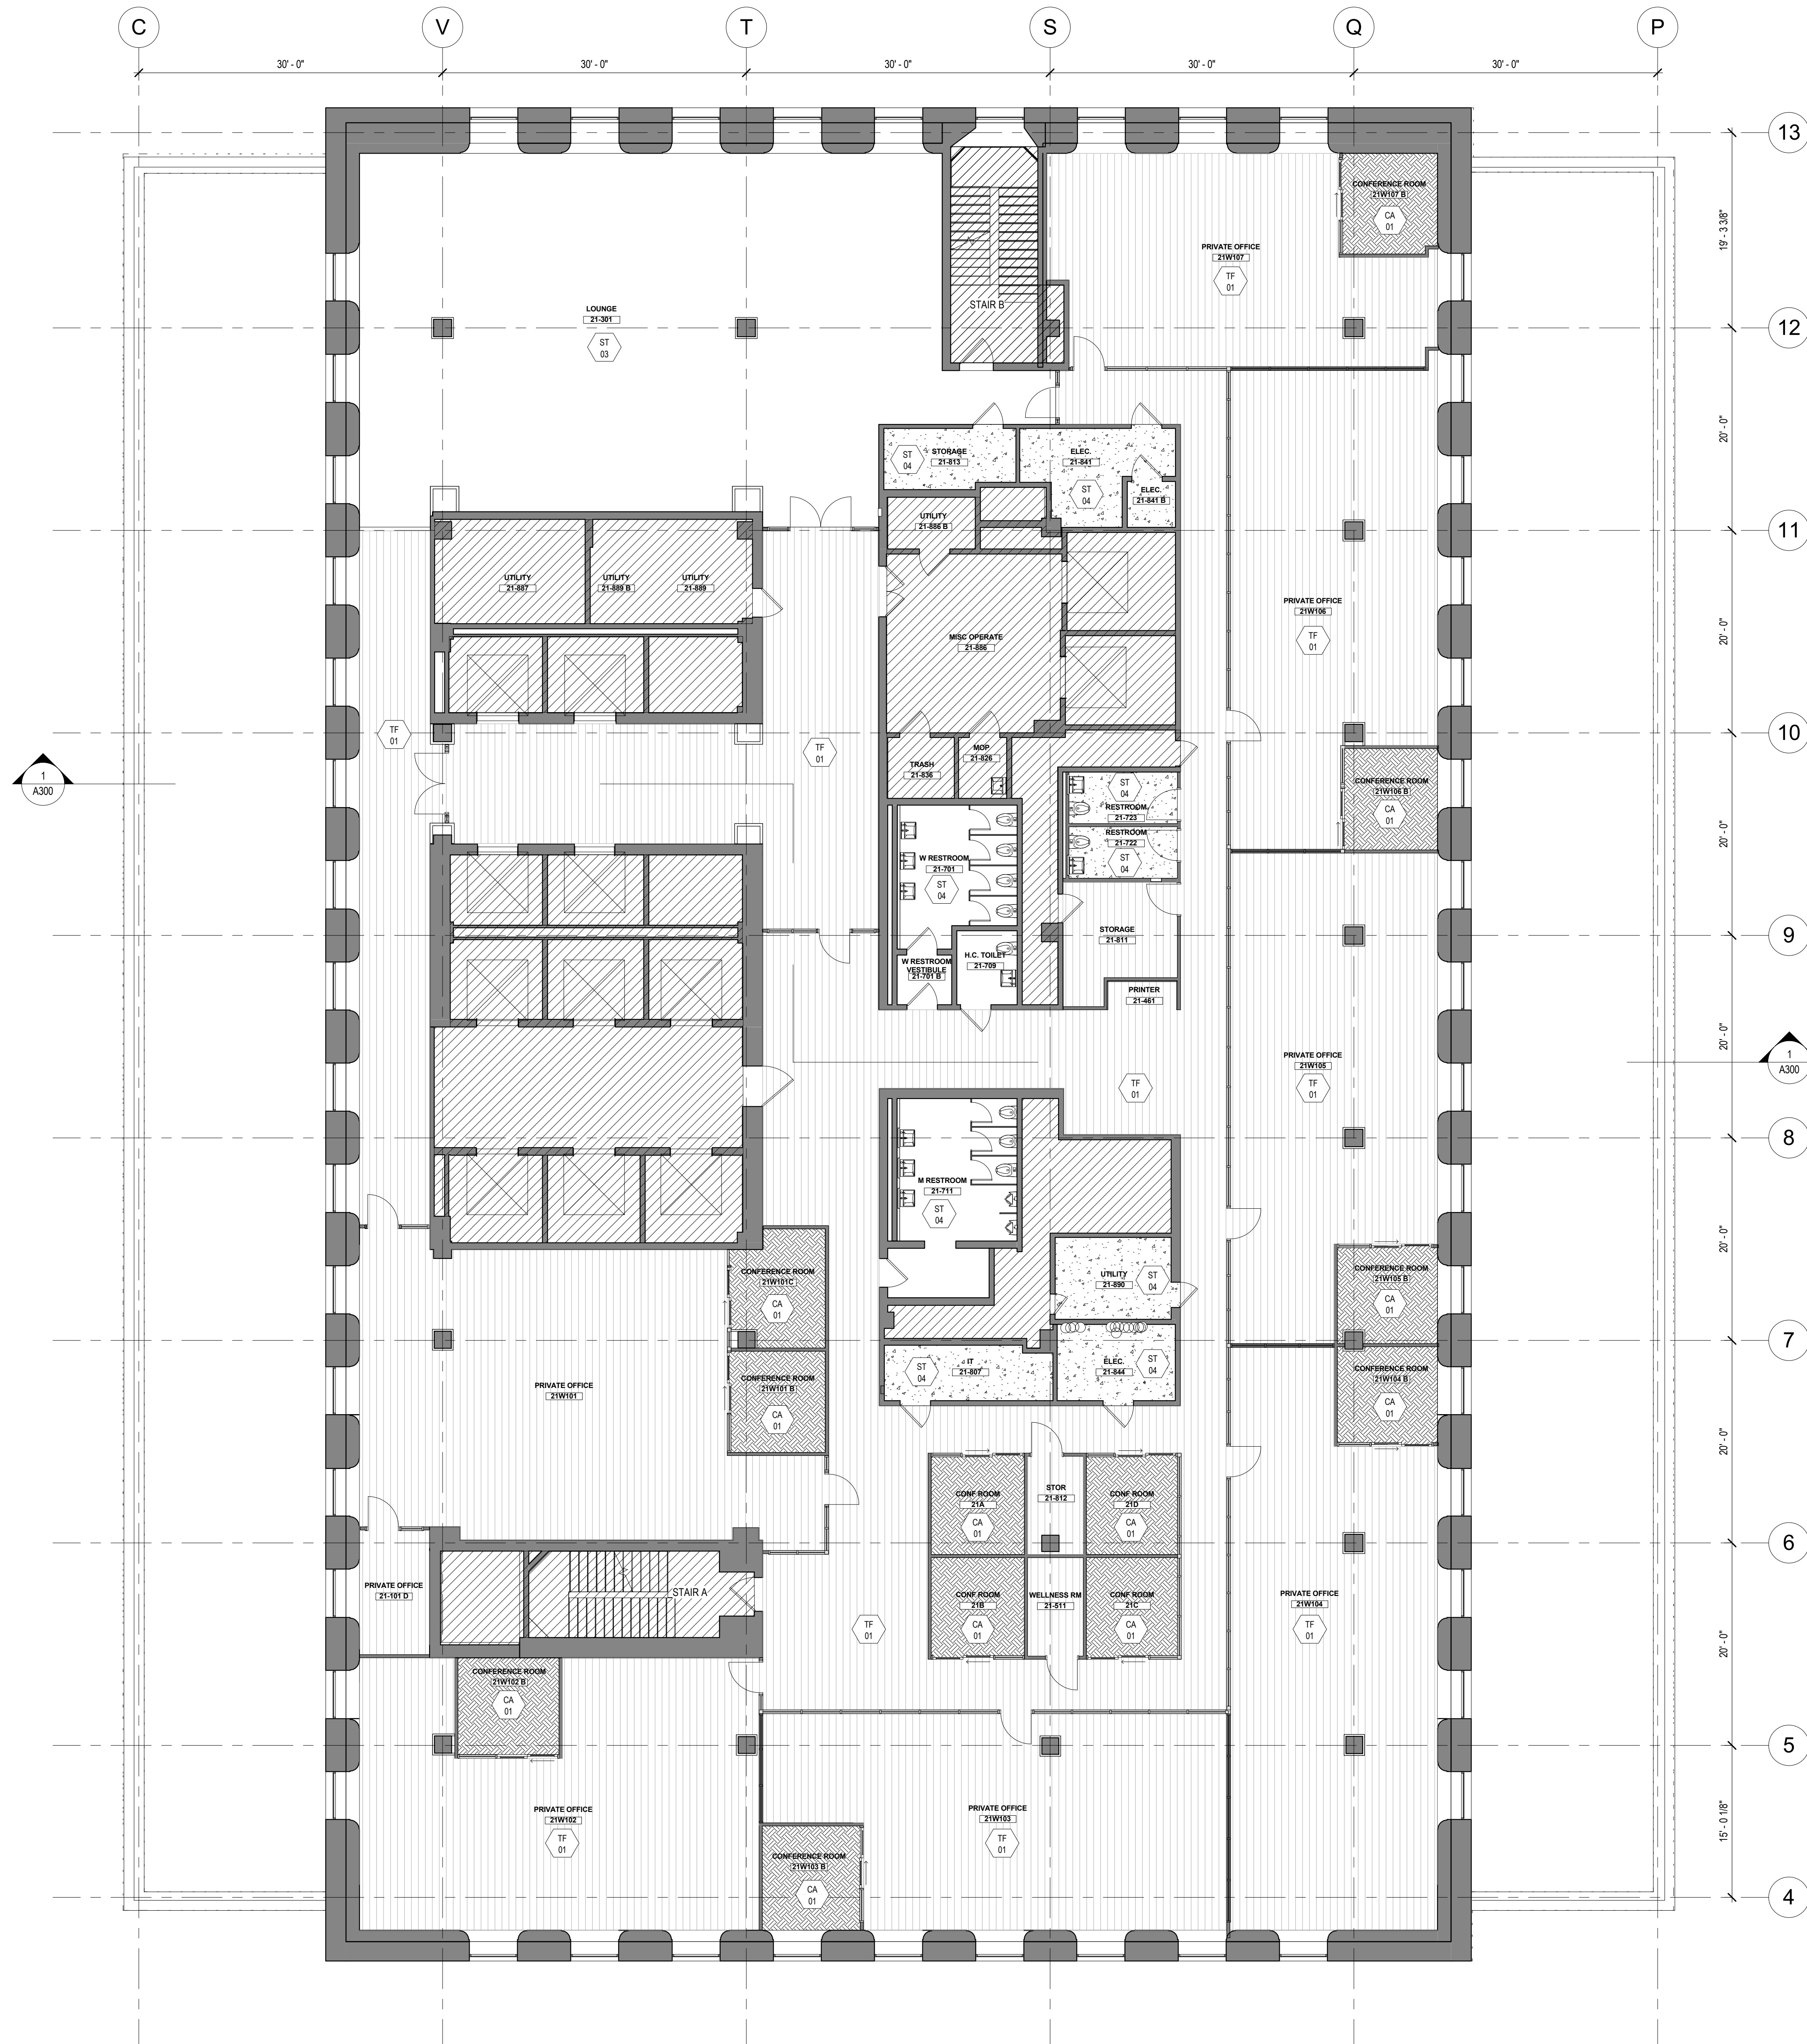 C V T S Q P
30' - 0" 30' - 0" 30' - 0" 30' - 0" 30' - 0"
13
19' - 3 3/8"
CONFERENCE ROOM
21W107 B
CA
01
PRIVATE OFFICE
21W107
TF
01
STAIR B
LOUNGE
21-301
ST
03
12
20' - 0"
STORAGE
21-813
ST
04
ELEC.
21-841
ST
04
ELEC.
21-841 B
UTILITY
21-886 B
11
UTILITY
21-887
UTILITY
21-889 B
UTILITY
21-889
PRIVATE OFFICE
21W106
TF
01
20' - 0"
MISC OPERATE
21-886
TF
01
TF
01
10
1
A300
TRASH
21-836
MOP
21-826
CONFERENCE ROOM
21W106 B
CA
01
ST
04
RESTROOM
21-723
RESTROOM
21-722
ST
04
20' - 0"
W RESTROOM
21-701
ST
04
STORAGE
21-811
9
W RESTROOM
VESTIBULE
21-701 B
H.C. TOILET
21-709
PRINTER
21-461
20' - 0"
PRIVATE OFFICE
21W105
TF
01
TF
01
1
A300
8
M RESTROOM
21-711
ST
04
20' - 0"
CONFERENCE ROOM
21W101C
CA
01
UTILITY
21-890
ST
04
CONFERENCE ROOM
21W105 B
CA
01
7
IT
21-807
ST
04
ELEC.
21-844
ST
04
CONFERENCE ROOM
21W104 B
CA
01
CONFERENCE ROOM
21W101 B
CA
01
PRIVATE OFFICE
21W101
20' - 0"
CONF ROOM
21A
CA
01
STOR
21-812
CONF ROOM
21D
CA
01
6
PRIVATE OFFICE
21-101 D
STAIR A
CONF ROOM
21B
CA
01
WELLNESS RM
21-511
CONF ROOM
21C
CA
01
PRIVATE OFFICE
21W104
TF
01
TF
01
20' - 0"
CONFERENCE ROOM
21W102 B
CA
01
5
PRIVATE OFFICE
21W102
TF
01
PRIVATE OFFICE
21W103
TF
01
15' - 0 1/8"
CONFERENCE ROOM
21W103 B
CA
01
4